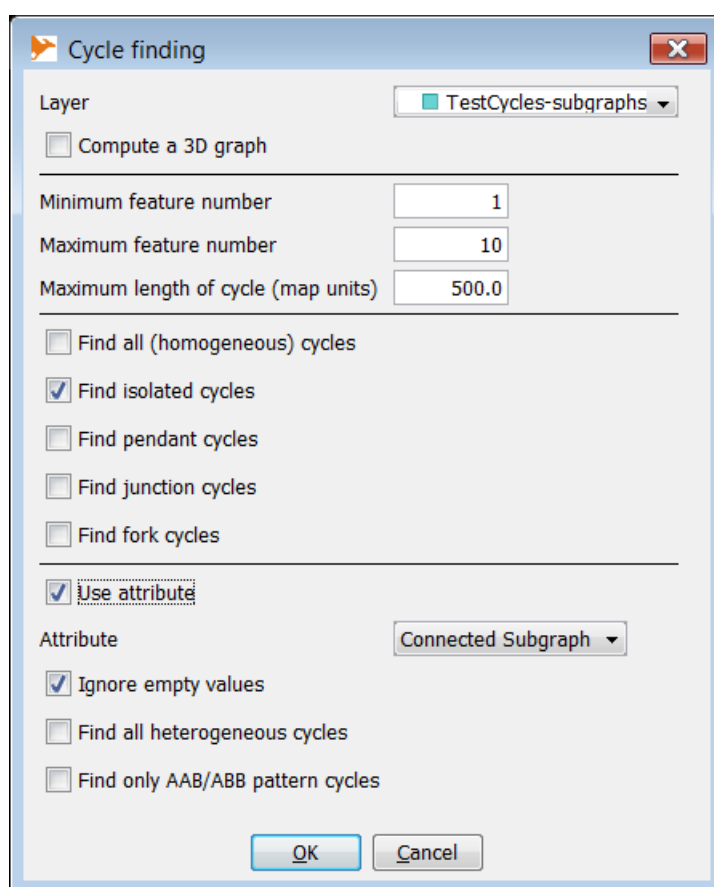 Cycle finding
Layer TestCycles-subgraphs
Compute a 3D graph
Minimum feature number 1
Maximum feature number 10
Maximum length of cycle (map units) 500.0
Find all (homogeneous) cycles
Find isolated cycles
Find pendant cycles
Find junction cycles
Find fork cycles
Use attribute
Attribute Connected Subgraph
Ignore empty values
Find all heterogeneous cycles
Find only AAB/ABB pattern cycles
OK Cancel